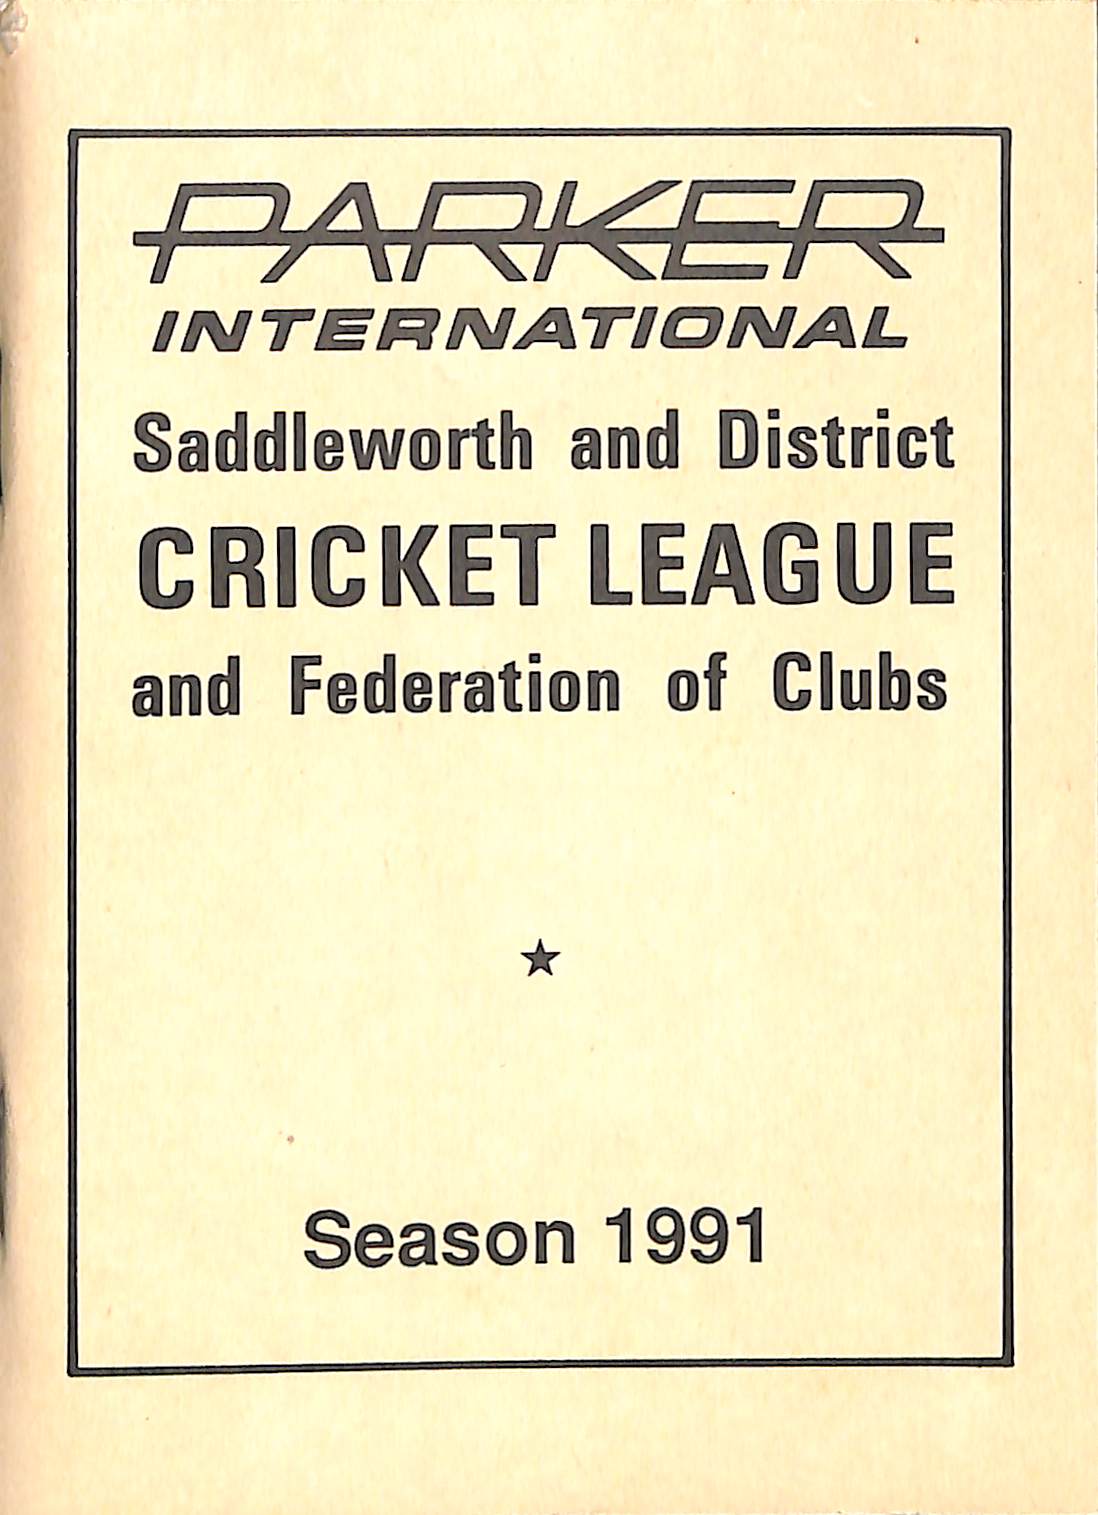 PARKER
INTERNATIONAL
Saddleworth and District
CRICKET LEAGUE
and Federation of Clubs
Season 1991